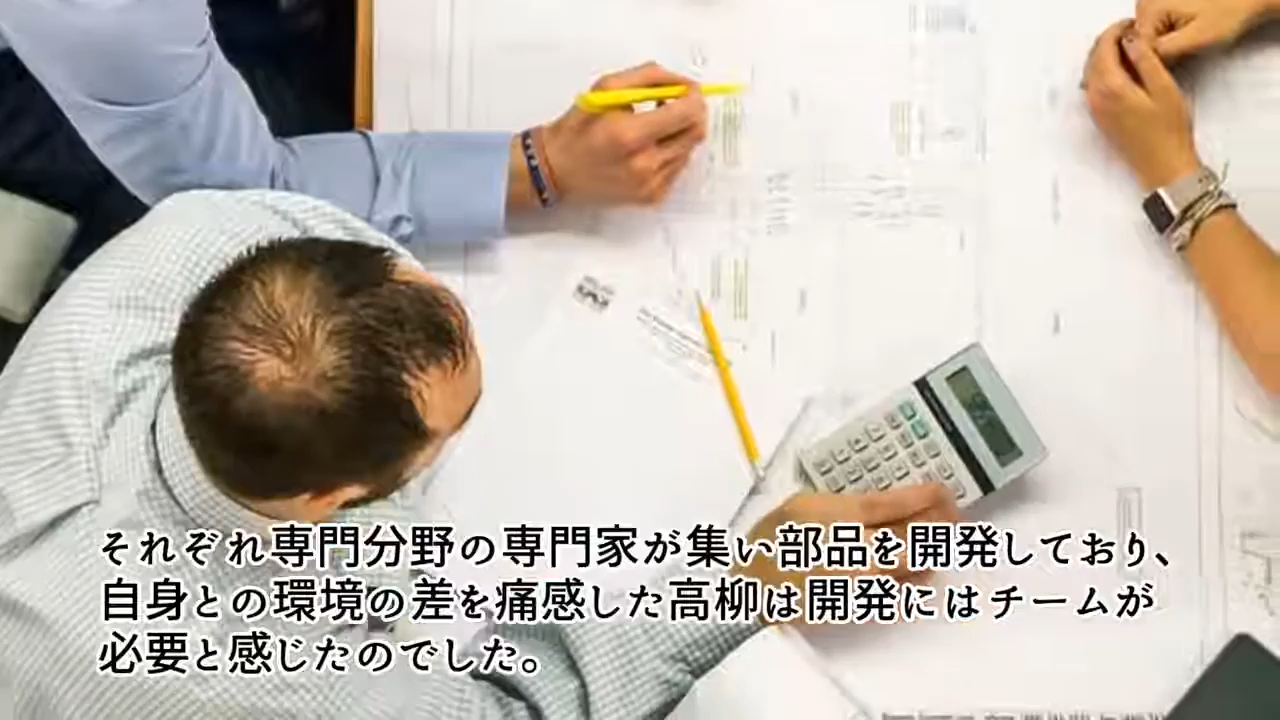 それぞれ専門分野の専門家が集い部品を開発しており、
自身との環境の差を痛感した高柳は開発にはチームが
必要と感じたのでした。